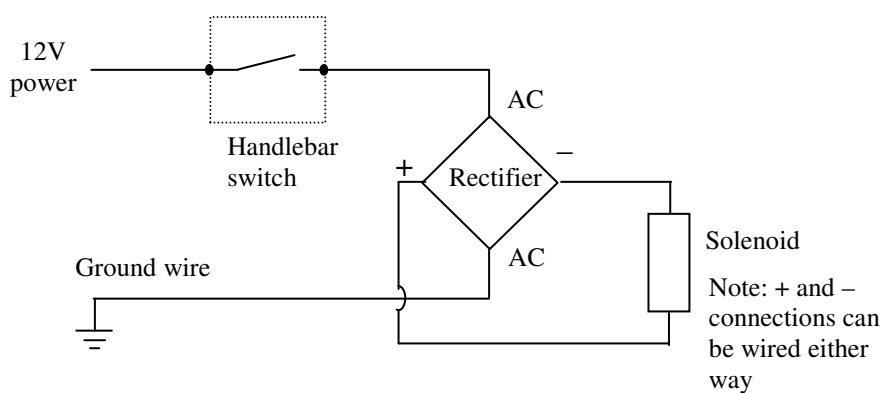 12V
power
Handlebar
switch
AC
+
Rectifier
–
AC
Ground wire
Solenoid
Note: + and –
connections can
be wired either
way